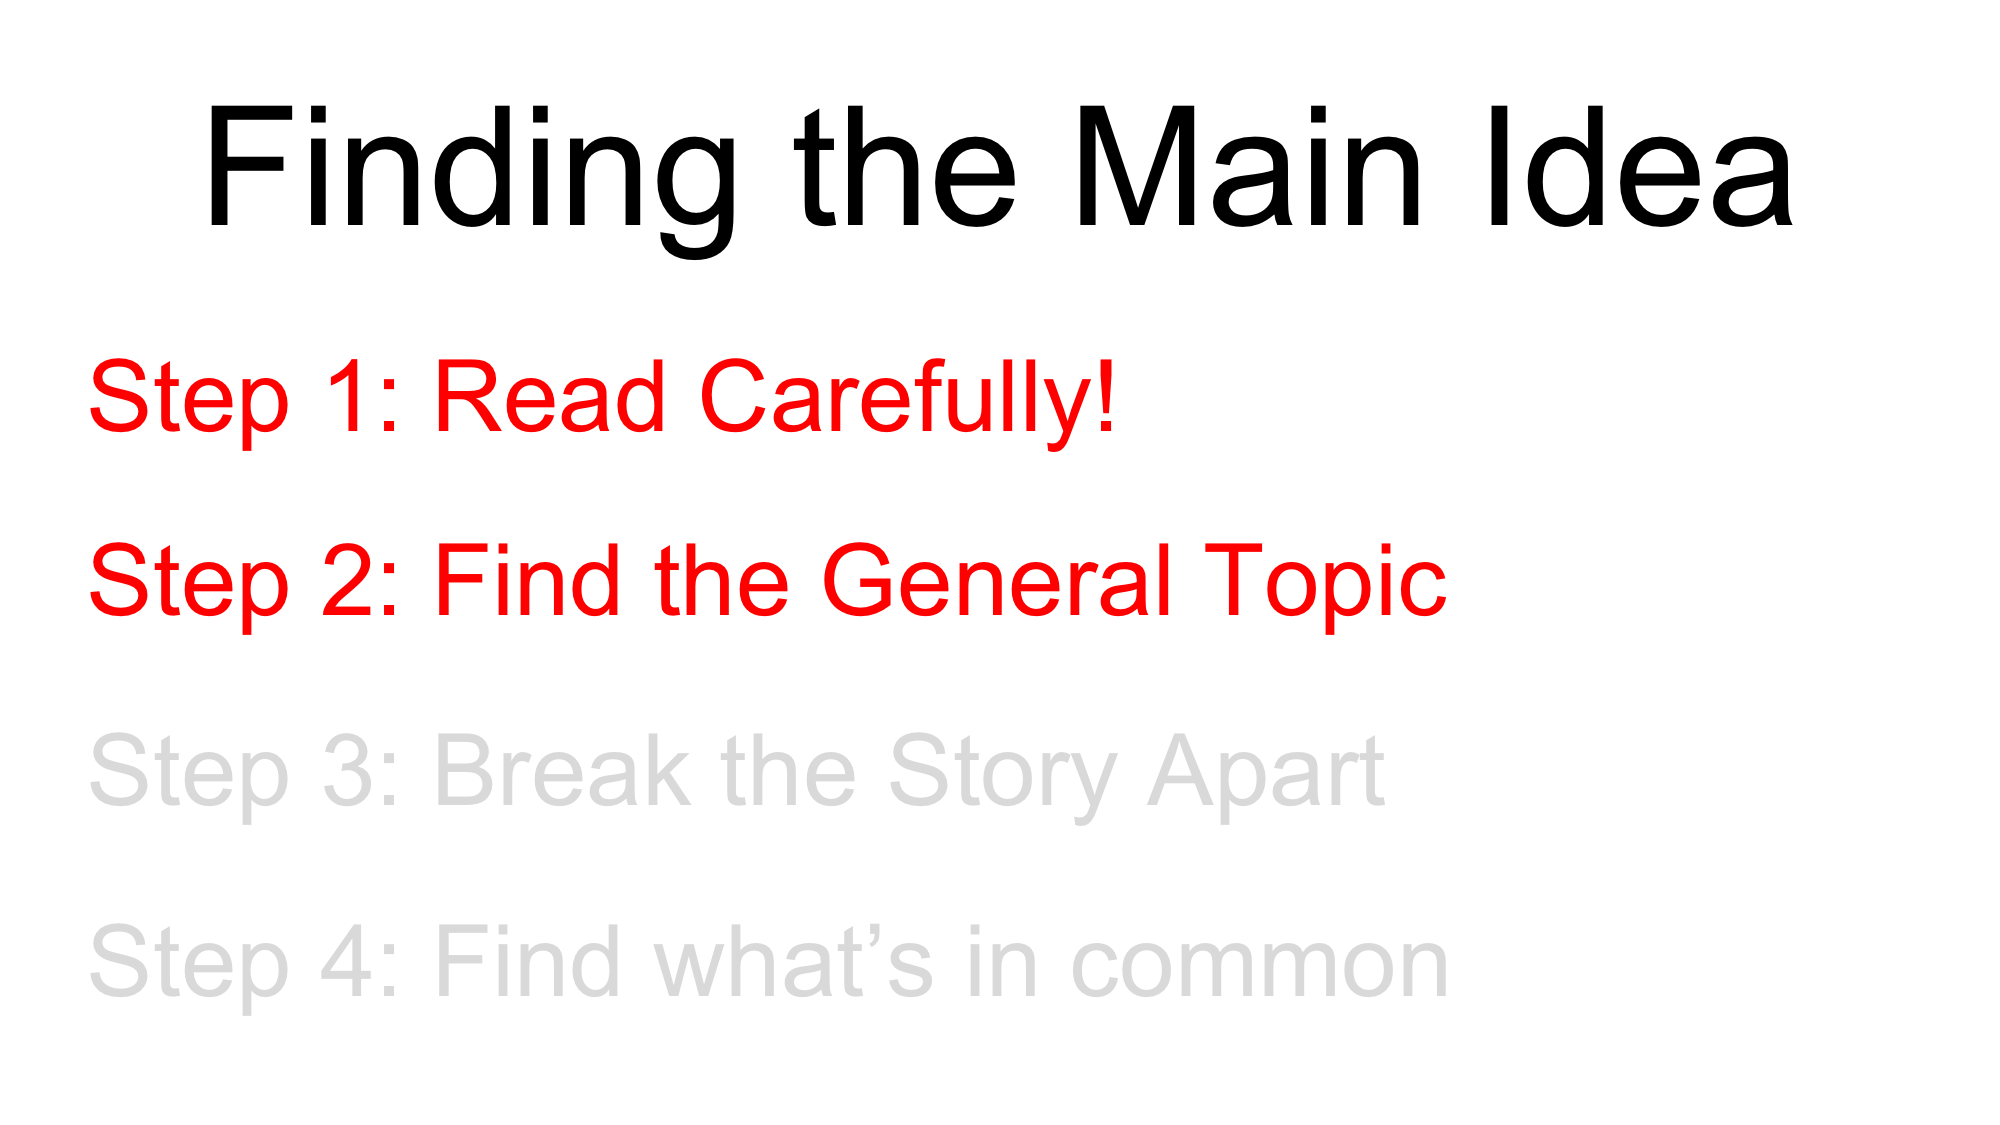 Finding the Main Idea
Step 1: Read Carefully!
Step 2: Find the General Topic
Step 3: Break the Story Apart
Step 4: Find what’s in common